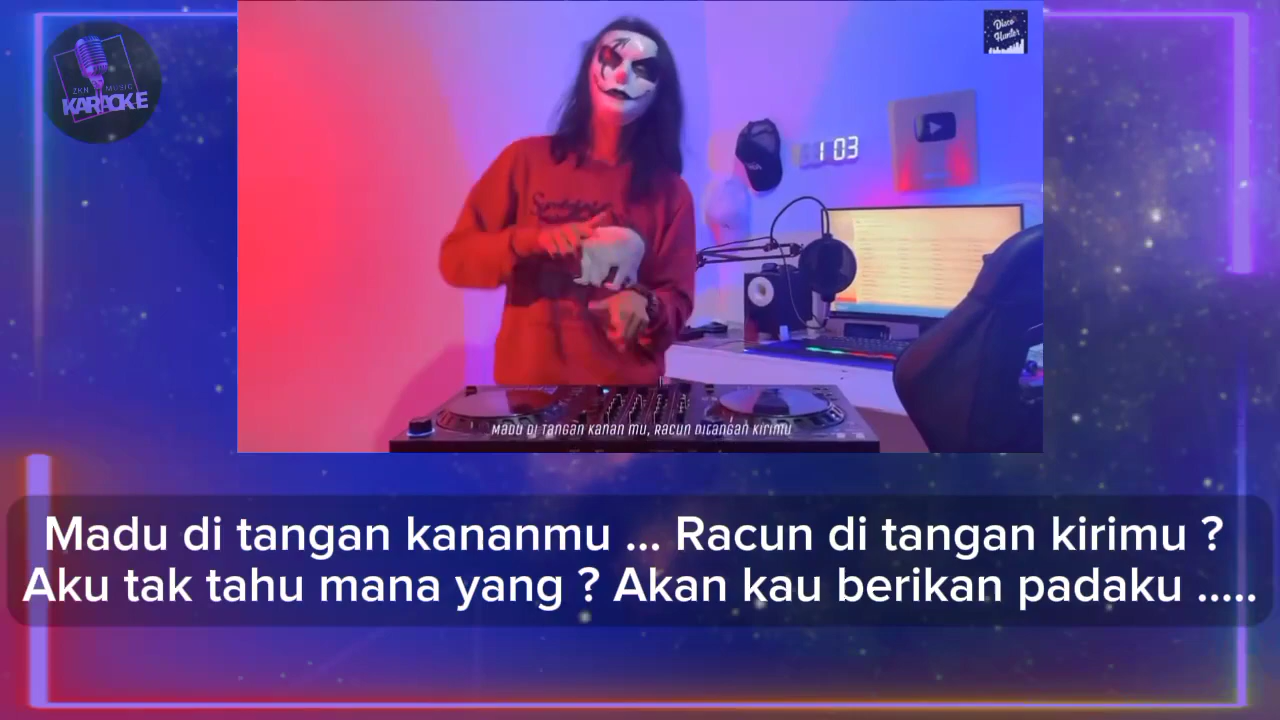 Disco
Hunter
ZKN MUSIC
KARAOKE
1 03
Madu di tangan kanan mu, Racun ditangan kirimu
Madu di tangan kananmu ... Racun di tangan kirimu ?
Aku tak tahu mana yang ? Akan kau berikan padaku .....